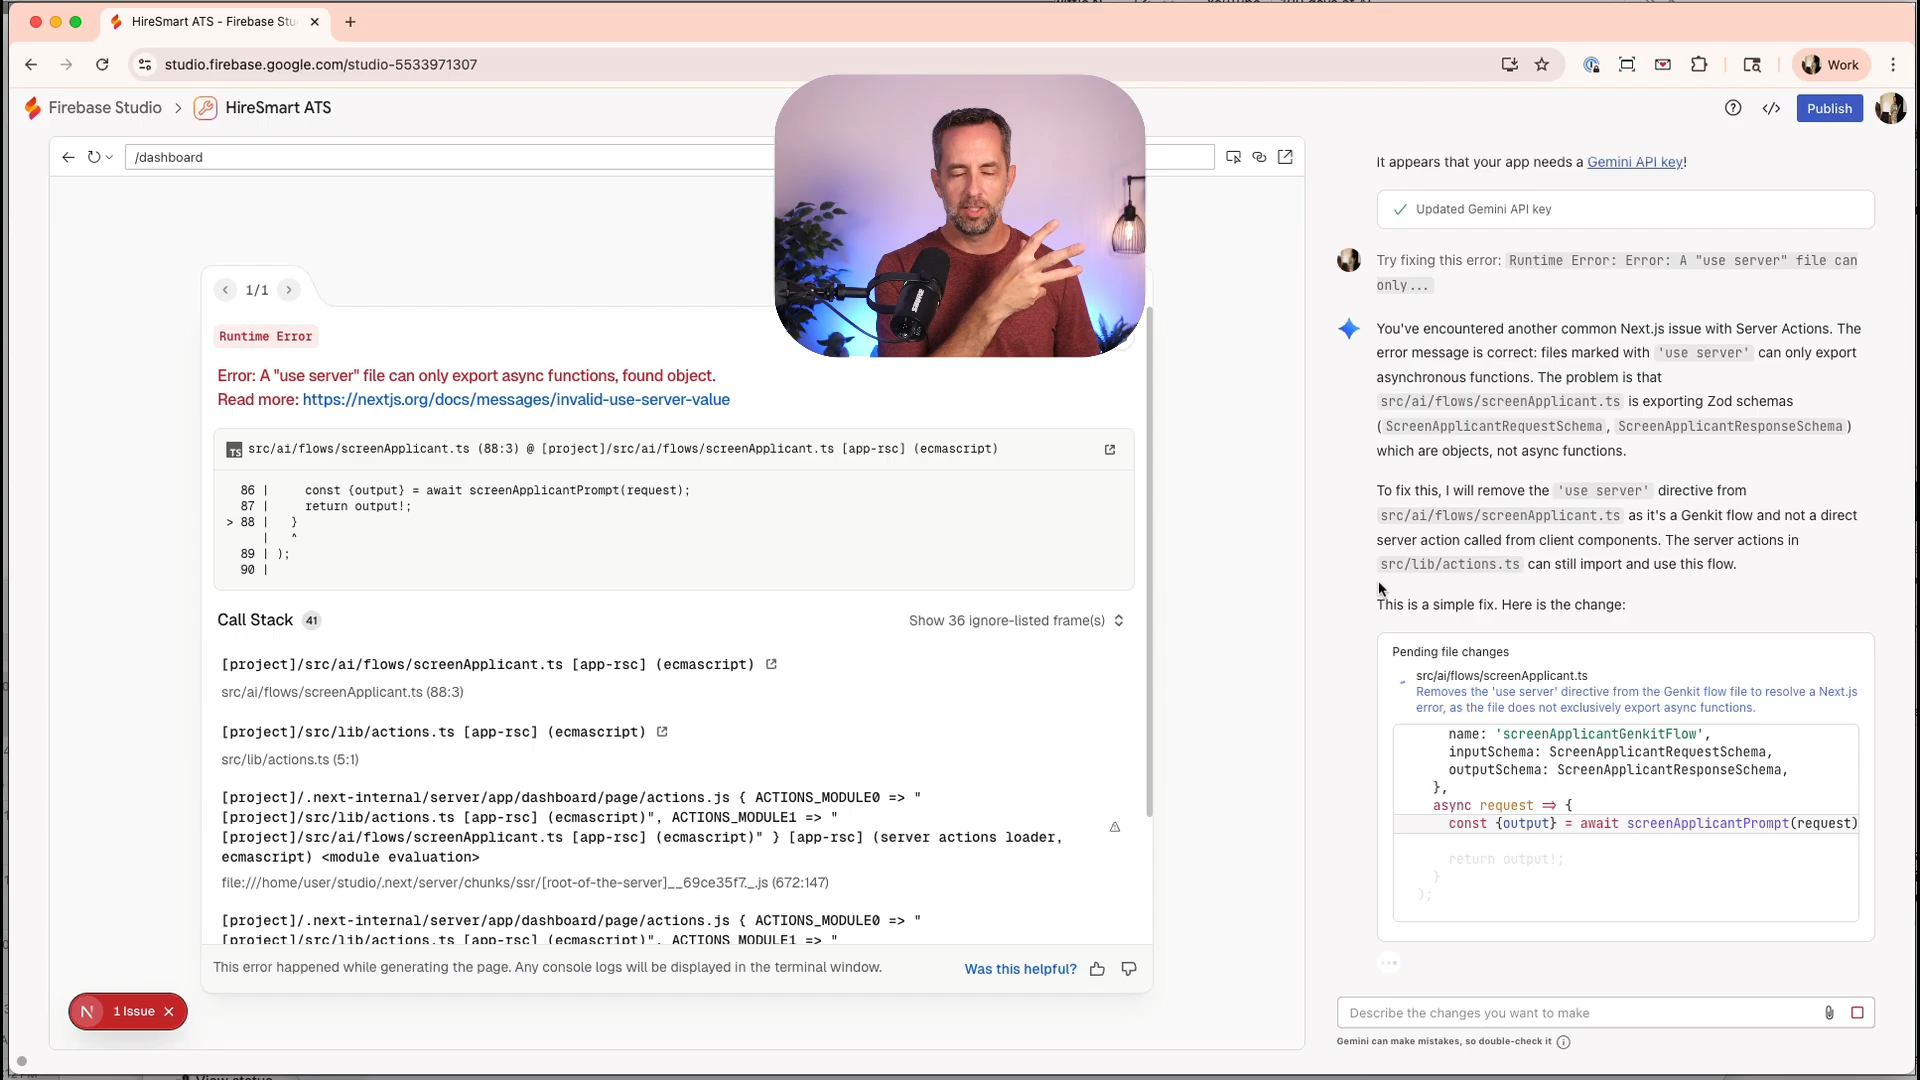 HireSmart ATS - Firebase Stu
studio.firebase.google.com/studio-5533971307
Work
Firebase Studio
HireSmart ATS
Publish
/dashboard
1/1
Runtime Error
Error: A "use server" file can only export async functions, found object.
Read more: https://nextjs.org/docs/messages/invalid-use-server-value
TS src/ai/flows/screenApplicant.ts (88:3) @ [project]/src/ai/flows/screenApplicant.ts [app-rsc] (ecmascript)
86 | const {output} = await screenApplicantPrompt(request);
87 | return output!;
> 88 | }
| ^
89 | );
90 |
Call Stack 41
Show 36 ignore-listed frame(s)
[project]/src/ai/flows/screenApplicant.ts [app-rsc] (ecmascript)
src/ai/flows/screenApplicant.ts (88:3)
[project]/src/lib/actions.ts [app-rsc] (ecmascript)
src/lib/actions.ts (5:1)
[project]/.next-internal/server/app/dashboard/page/actions.js { ACTIONS_MODULE0 => "
[project]/src/lib/actions.ts [app-rsc] (ecmascript)", ACTIONS_MODULE1 => "
[project]/src/ai/flows/screenApplicant.ts [app-rsc] (ecmascript)" } [app-rsc] (server actions loader,
ecmascript) <module evaluation>
file:///home/user/studio/.next/server/chunks/ssr/[root-of-the-server]__69ce35f7._.js (672:147)
[project]/.next-internal/server/app/dashboard/page/actions.js { ACTIONS_MODULE0 => "
[project]/src/lib/actions.ts [app-rsc] (ecmascript)", ACTIONS_MODULE1 => "
This error happened while generating the page. Any console logs will be displayed in the terminal window.
Was this helpful?
N 1 Issue
It appears that your app needs a Gemini API key!
Updated Gemini API key
Try fixing this error: Runtime Error: Error: A "use server" file can
only...
You've encountered another common Next.js issue with Server Actions. The
error message is correct: files marked with 'use server' can only export
asynchronous functions. The problem is that
src/ai/flows/screenApplicant.ts is exporting Zod schemas
(ScreenApplicantRequestSchema, ScreenApplicantResponseSchema)
which are objects, not async functions.
To fix this, I will remove the 'use server' directive from
src/ai/flows/screenApplicant.ts as it's a Genkit flow and not a direct
server action called from client components. The server actions in
src/lib/actions.ts can still import and use this flow.
This is a simple fix. Here is the change:
Pending file changes
src/ai/flows/screenApplicant.ts
Removes the 'use server' directive from the Genkit flow file to resolve a Next.js
error, as the file does not exclusively export async functions.
name: 'screenApplicantGenkitFlow',
inputSchema: ScreenApplicantRequestSchema,
outputSchema: ScreenApplicantResponseSchema,
},
async request => {
const {output} = await screenApplicantPrompt(request)
return output!;
}
);
Describe the changes you want to make
Gemini can make mistakes, so double-check it
View status